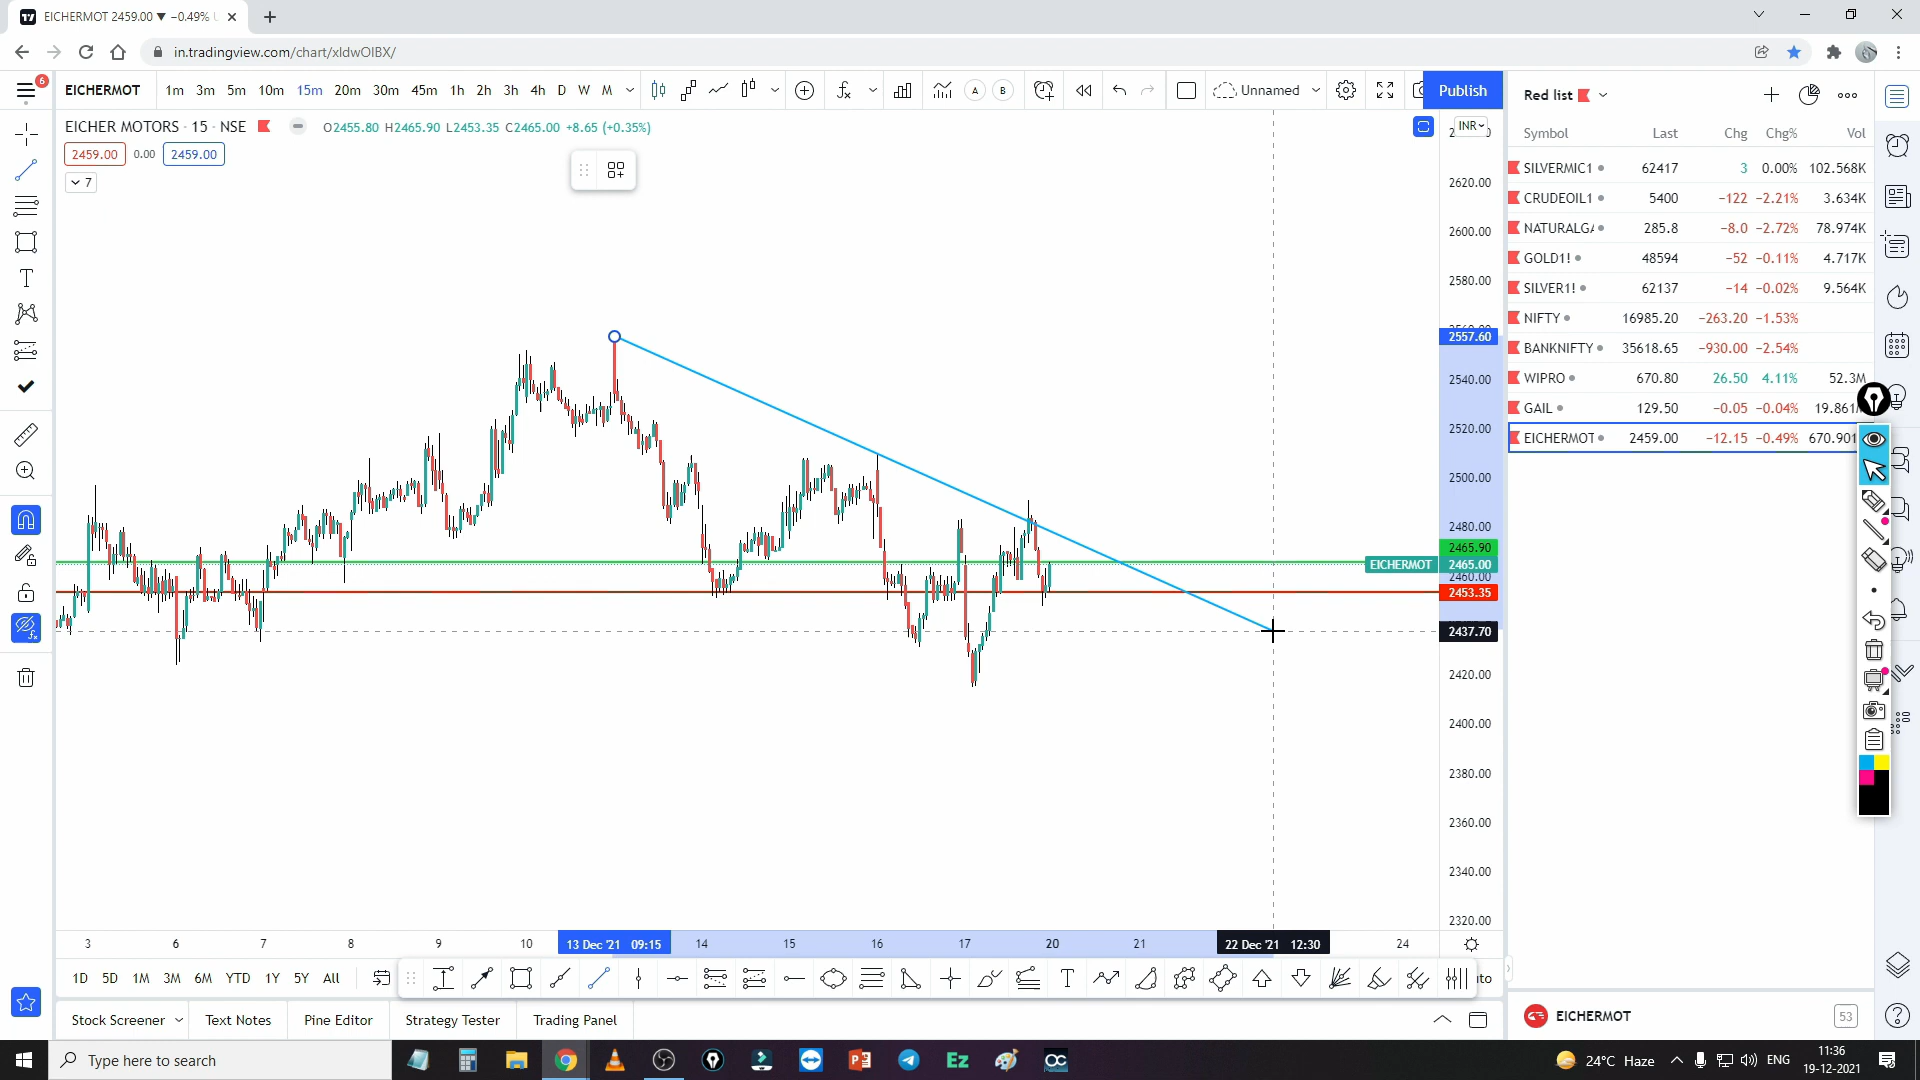 EICHERMOT 2459.00 ▼ −0.49%
in.tradingview.com/chart/xldwOIBX/
6
EICHERMOT 1m 3m 5m 10m 15m 20m 30m 45m 1h 2h 3h 4h D W M A B Unnamed Publish
EICHER MOTORS · 15 · NSE O2455.80 H2465.90 L2453.35 C2465.00 +8.65 (+0.35%)
2459.00 0.00 2459.00
7
INR
2620.00
2600.00
2580.00
2557.60
2540.00
2520.00
2500.00
2480.00
2465.90
EICHERMOT 2465.00
2460.00
2453.35
2437.70
2420.00
2400.00
2380.00
2360.00
2340.00
2320.00
3 6 7 8 9 10 13 Dec '21 09:15 14 15 16 17 20 21 22 Dec '21 12:30 24
1D 5D 1M 3M 6M YTD 1Y 5Y All
Stock Screener Text Notes Pine Editor Strategy Tester Trading Panel
Red list
Symbol Last Chg Chg% Vol
SILVERMIC1 62417 3 0.00% 102.568K
CRUDEOIL1 5400 −122 −2.21% 3.634K
NATURALGA 285.8 −8.0 −2.72% 78.974K
GOLD1! 48594 −52 −0.11% 4.717K
SILVER1! 62137 −14 −0.02% 9.564K
NIFTY 16985.20 −263.20 −1.53%
BANKNIFTY 35618.65 −930.00 −2.54%
WIPRO 670.80 26.50 4.11% 52.3M
GAIL 129.50 −0.05 −0.04% 19.861
EICHERMOT 2459.00 −12.15 −0.49% 670.901
EICHERMOT 53
Type here to search
Ez
24°C Haze ENG 11:36
19-12-2021